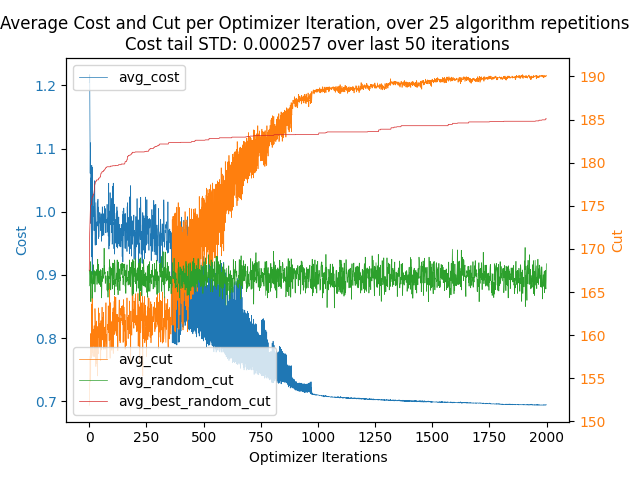 Average Cost and Cut per Optimizer Iteration, over 25 algorithm repetitions
Cost tail STD: 0.000257 over last 50 iterations
avg_cost
1.2
1.1
1.0
0.9
0.8
0.7
Cost
190
185
180
175
170
165
160
155
150
Cut
avg_cut
avg_random_cut
avg_best_random_cut
0 250 500 750 1000 1250 1500 1750 2000
Optimizer Iterations